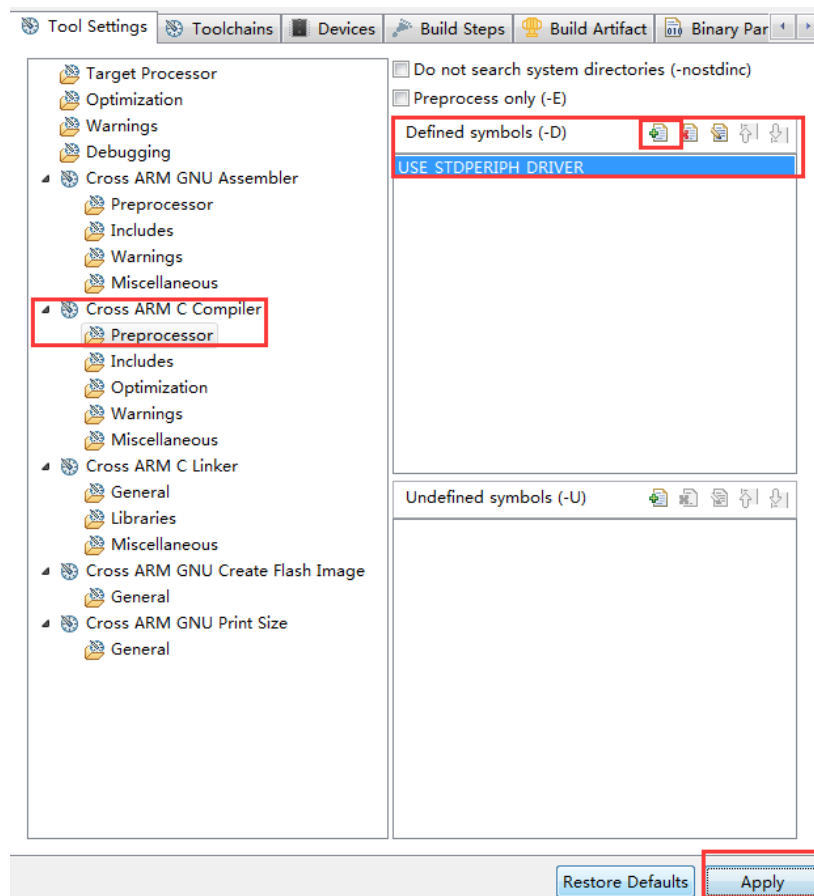 Tool Settings Toolchains Devices Build Steps Build Artifact Binary Par
Target Processor
Optimization
Warnings
Debugging
Cross ARM GNU Assembler
Preprocessor
Includes
Warnings
Miscellaneous
Cross ARM C Compiler
Preprocessor
Includes
Optimization
Warnings
Miscellaneous
Cross ARM C Linker
General
Libraries
Miscellaneous
Cross ARM GNU Create Flash Image
General
Cross ARM GNU Print Size
General
Do not search system directories (-nostdinc)
Preprocess only (-E)
Defined symbols (-D)
USE_STDPERIPH_DRIVER
Undefined symbols (-U)
Restore Defaults Apply